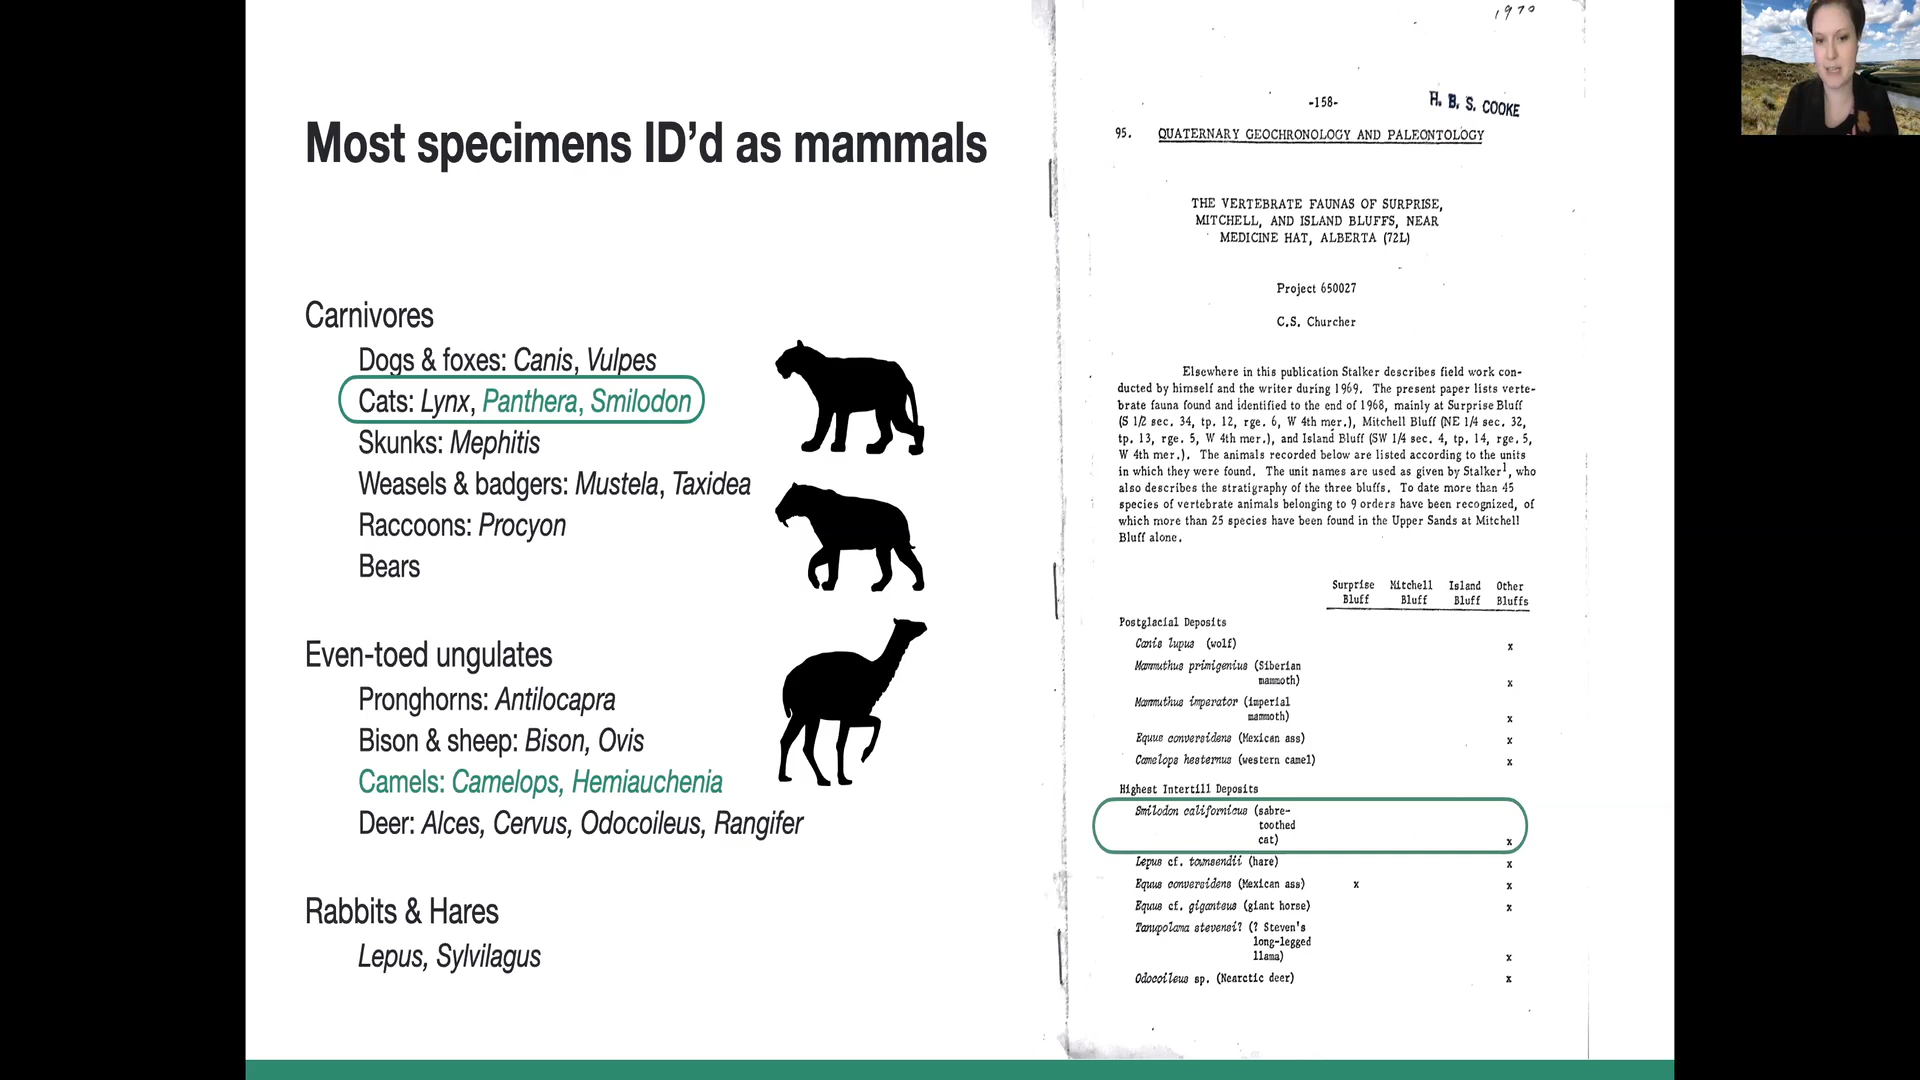 Most specimens ID’d as mammals
Carnivores
Dogs & foxes: Canis, Vulpes
Cats: Lynx, Panthera, Smilodon
Skunks: Mephitis
Weasels & badgers: Mustela, Taxidea
Raccoons: Procyon
Bears
Even-toed ungulates
Pronghorns: Antilocapra
Bison & sheep: Bison, Ovis
Camels: Camelops, Hemiauchenia
Deer: Alces, Cervus, Odocoileus, Rangifer
Rabbits & Hares
Lepus, Sylvilagus
1970
-158-
H. B. S. COOKE
95. QUATERNARY GEOCHRONOLOGY AND PALEONTOLOGY
THE VERTEBRATE FAUNAS OF SURPRISE,
MITCHELL, AND ISLAND BLUFFS, NEAR
MEDICINE HAT, ALBERTA (72L)
Project 650027
C.S. Churcher
Elsewhere in this publication Stalker describes field work con-
ducted by himself and the writer during 1969. The present paper lists verte-
brate fauna found and identified to the end of 1968, mainly at Surprise Bluff
(S 1/2 sec. 34, tp. 12, rge. 6, W 4th mer.), Mitchell Bluff (NE 1/4 sec. 32,
tp. 13, rge. 5, W 4th mer.), and Island Bluff (SW 1/4 sec. 4, tp. 14, rge. 5,
W 4th mer.). The animals recorded below are listed according to the units
in which they were found. The unit names are used as given by Stalker1, who
also describes the stratigraphy of the three bluffs. To date more than 45
species of vertebrate animals belonging to 9 orders have been recognized, of
which more than 25 species have been found in the Upper Sands at Mitchell
Bluff alone.
Surprise Mitchell Island Other
Bluff Bluff Bluff Bluffs
Postglacial Deposits
Canis lupus (wolf) x
Mammuthus primigenius (Siberian
mammoth) x
Mammuthus imperator (imperial
mammoth) x
Equus conversidens (Mexican ass) x
Camelops hesternus (western camel) x
Highest Intertill Deposits
Smilodon californicus (sabre-
toothed
cat) x
Lepus cf. townsendii (hare) x
Equus conversidens (Mexican ass) x x
Equus cf. giganteus (giant horse) x
Tanupolama stevensi? (? Steven's
long-legged
llama) x
Odocoileus sp. (Nearctic deer) x